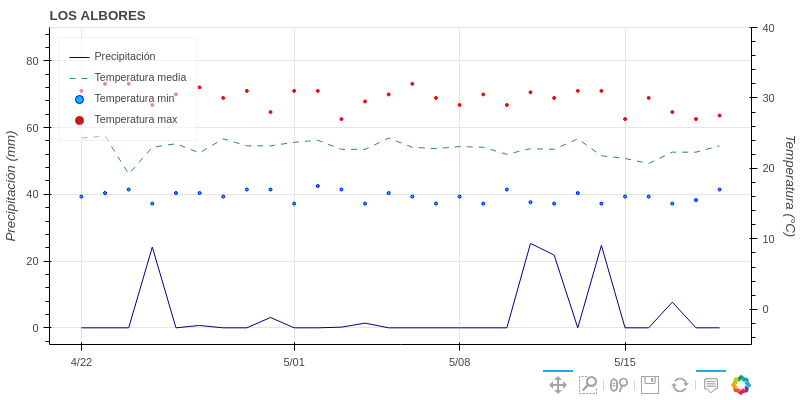 LOS ALBORES
Precipitación
Temperatura media
Temperatura min
Temperatura max
Precipitación (mm)
80
60
40
20
0
Temperatura (°C)
40
30
20
10
0
4/22
5/01
5/08
5/15